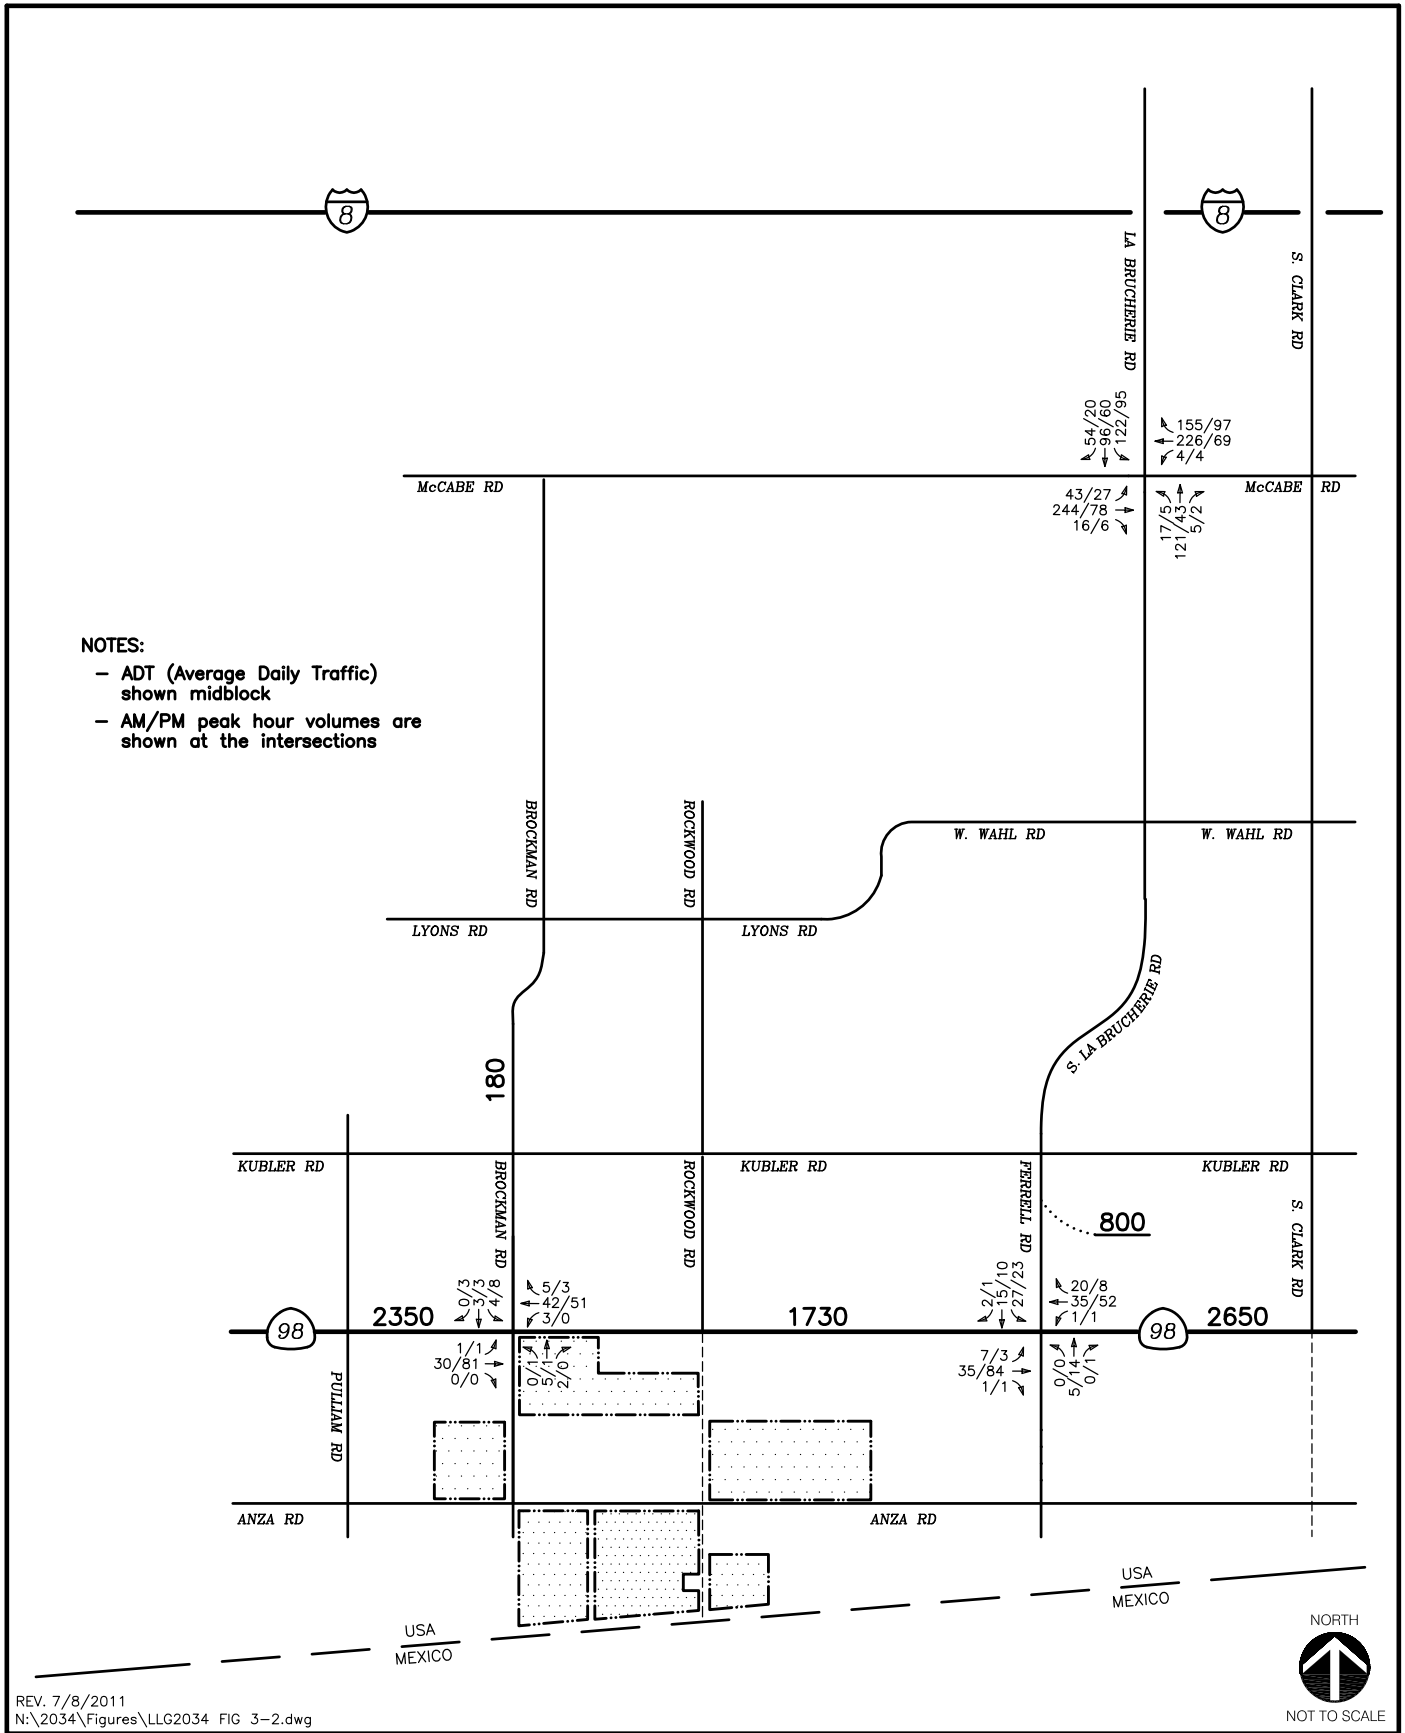 8
8
LA BRUCHERIE RD
S. CLARK RD
54/20
96/60
122/95
155/97
226/69
4/4
McCABE RD
McCABE RD
43/27
244/78
16/6
17/5
121/43
5/2
NOTES:
– ADT (Average Daily Traffic)
shown midblock
– AM/PM peak hour volumes are
shown at the intersections
BROCKMAN RD
ROCKWOOD RD
W. WAHL RD
W. WAHL RD
LYONS RD
LYONS RD
S. LA BRUCHERIE RD
180
KUBLER RD
KUBLER RD
KUBLER RD
BROCKMAN RD
ROCKWOOD RD
FERRELL RD
S. CLARK RD
800
0/3
3/3
4/8
5/3
42/51
3/0
2/1
15/10
27/23
20/8
35/52
1/1
98
2350
1730
98
2650
1/1
30/81
0/0
0/1
5/1
2/0
7/3
35/84
1/1
0/0
5/14
0/1
PULLIAM RD
ANZA RD
ANZA RD
USA
MEXICO
USA
MEXICO
NORTH
NOT TO SCALE
REV. 7/8/2011
N:\2034\Figures\LLG2034 FIG 3-2.dwg